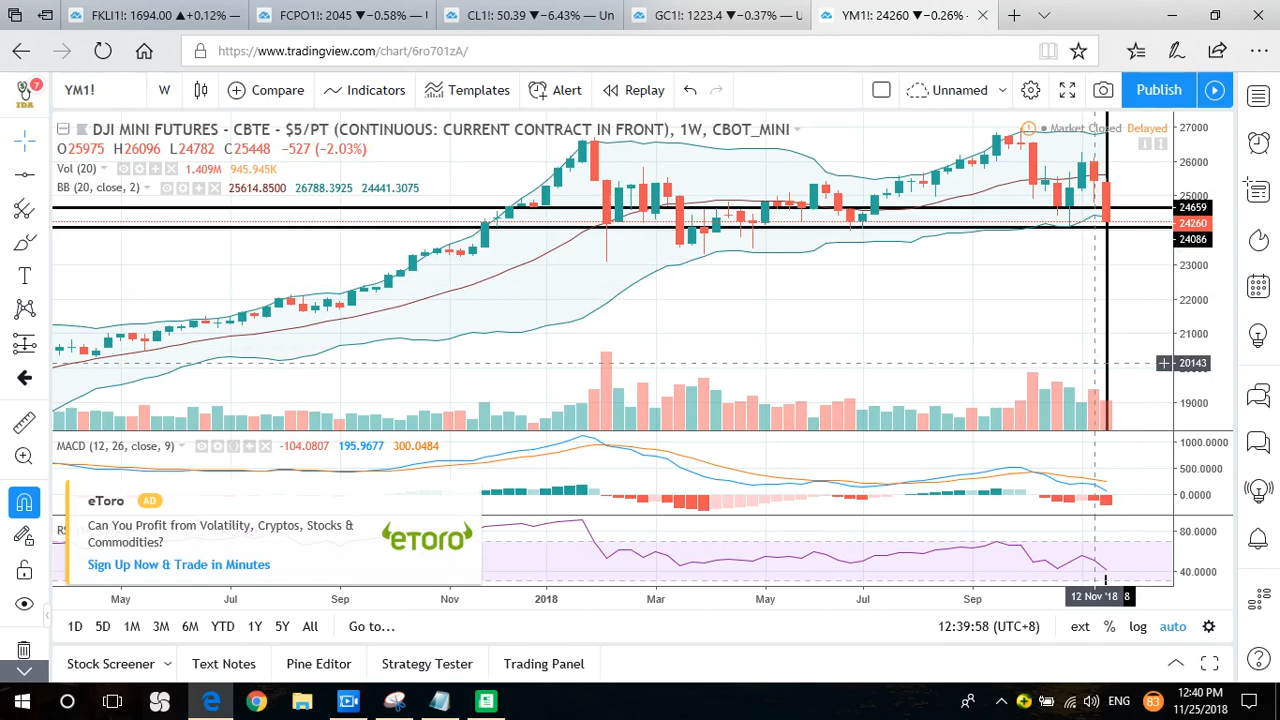 FKLI1!: 1694.00 ▲+0.12% —
FCPO1!: 2045 ▼−0.58% —
CL1!: 50.39 ▼−6.43% — Un
GC1!: 1223.4 ▼−0.37% —
YM1!: 24260 ▼−0.26%
https://www.tradingview.com/chart/6ro701zA/
7
IDA
YM1! W Compare Indicators Templates Alert Replay Unnamed Publish
DJI MINI FUTURES - CBTE - $5/PT (CONTINUOUS: CURRENT CONTRACT IN FRONT), 1W, CBOT_MINI
Market Closed Delayed
O25975 H26096 L24782 C25448 −527 (−2.03%)
Vol (20) 1.409M 945.945K
BB (20, close, 2) 25614.8500 26788.3925 24441.3075
27000
26000
25000
24659
24260
24086
23000
22000
21000
20143
19000
MACD (12, 26, close, 9) -104.0807 195.9677 300.0484
1000.0000
500.0000
0.0000
eToro AD
Can You Profit from Volatility, Cryptos, Stocks &
Commodities?
Sign Up Now & Trade in Minutes
eToro
80.0000
40.0000
May Jul Sep Nov 2018 Mar May Jul Sep 12 Nov '18
1D 5D 1M 3M 6M YTD 1Y 5Y All Go to... 12:39:58 (UTC+8) ext % log auto
Stock Screener Text Notes Pine Editor Strategy Tester Trading Panel
ENG 83 12:40 PM
11/25/2018